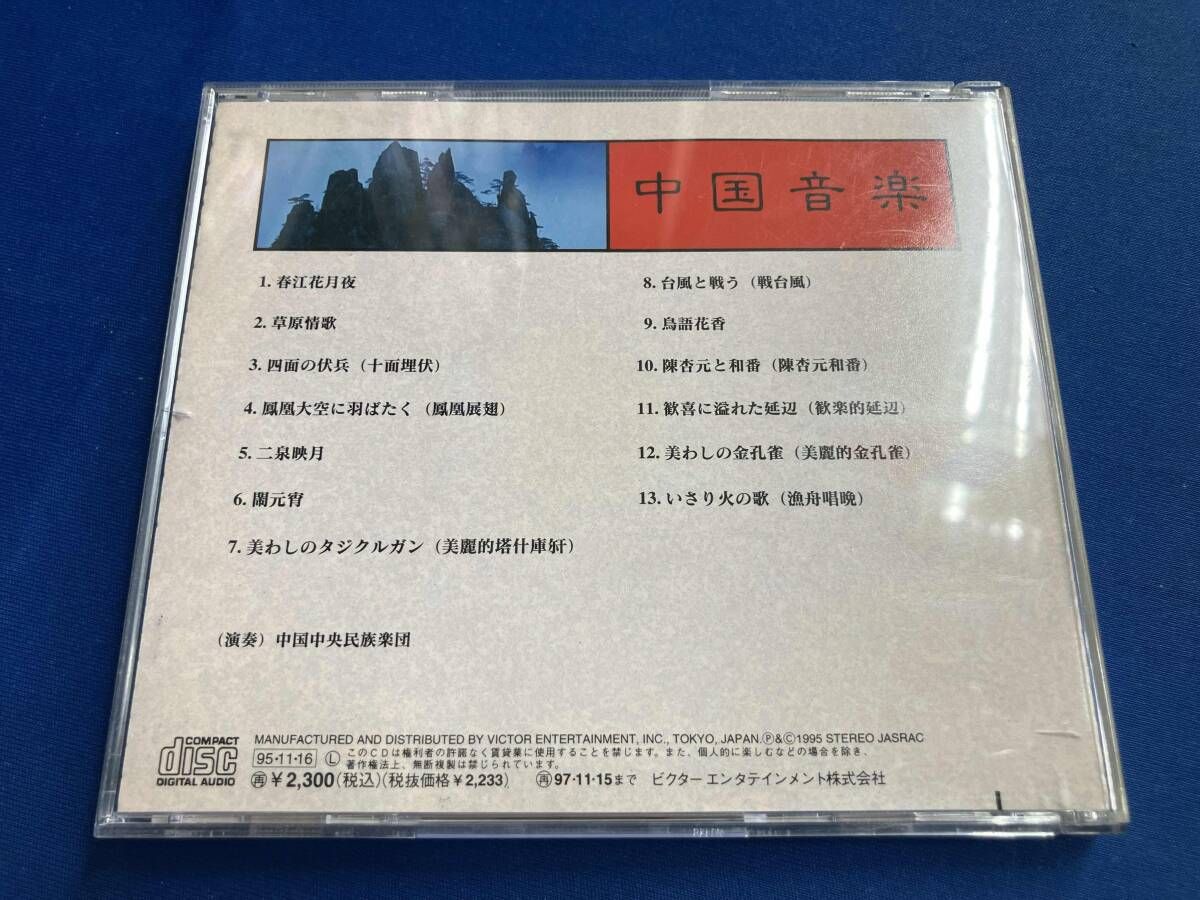 中国音楽
1. 春江花月夜
2. 草原情歌
3. 四面の伏兵（十面埋伏）
4. 鳳凰大空に羽ばたく（鳳凰展翅）
5. 二泉映月
6. 閙元宵
7. 美わしのタジクルガン（美麗的塔什庫㸩）
8. 台風と戦う（戦台風）
9. 鳥語花香
10. 陳杏元と和番（陳杏元和番）
11. 歓喜に溢れた延辺（歓楽的延辺）
12. 美わしの金孔雀（美麗的金孔雀）
13. いさり火の歌（漁舟唱晩）
（演奏）中国中央民族楽団
COMPACT
disc
DIGITAL AUDIO
MANUFACTURED AND DISTRIBUTED BY VICTOR ENTERTAINMENT, INC., TOKYO, JAPAN.Ⓟ&Ⓒ1995 STEREO JASRAC
95·11·16 Ⓛ このCDは権利者の許諾なく賃貸業に使用することを禁じます。また、個人的に楽しむなどの場合を除き、
著作権法上、無断複製は禁じられています。
再 ¥2,300(税込)(税抜価格¥2,233) 再97·11·15まで ビクターエンタテインメント株式会社